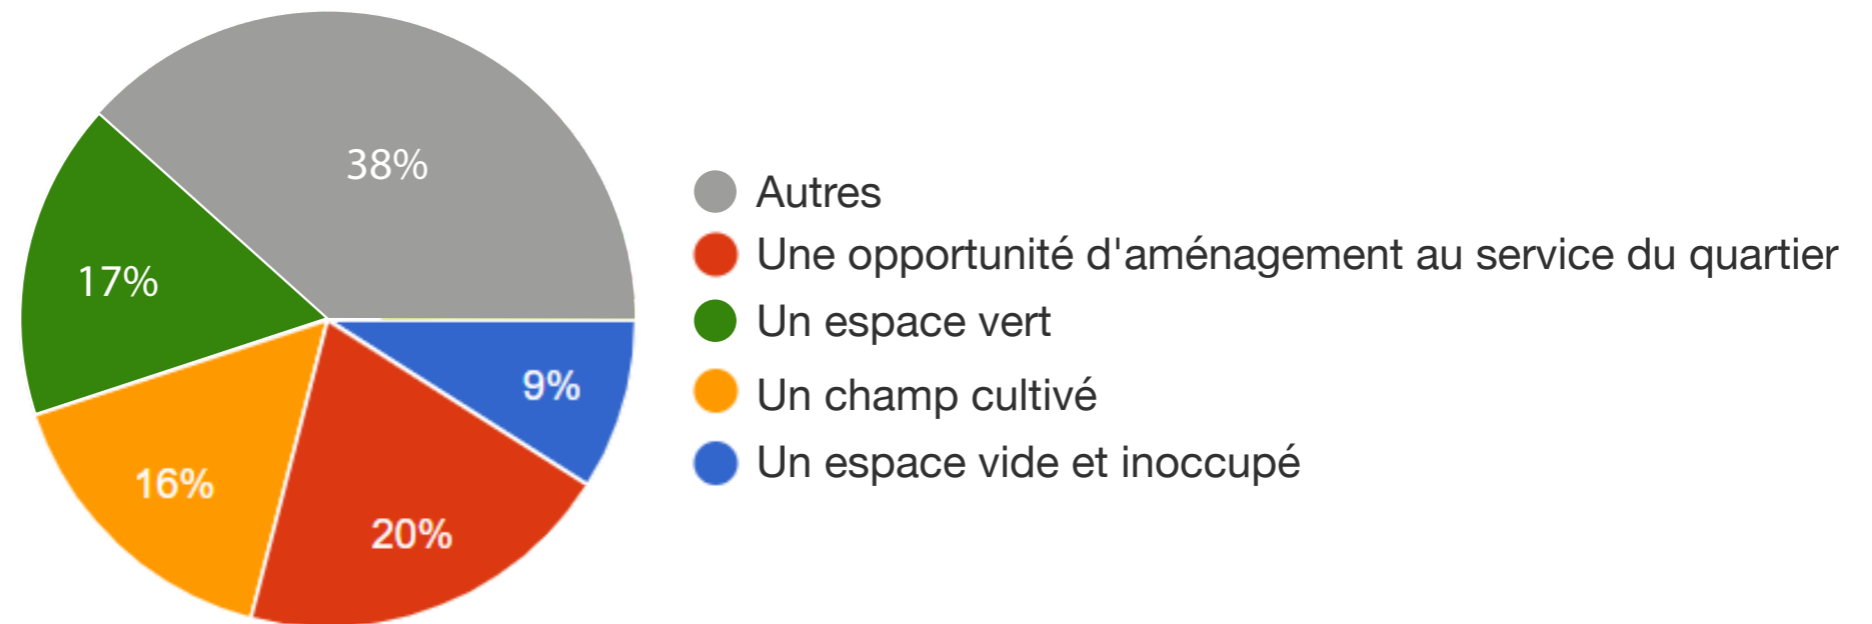 38%
17%
9%
16%
20%
Autres
Une opportunité d'aménagement au service du quartier
Un espace vert
Un champ cultivé
Un espace vide et inoccupé